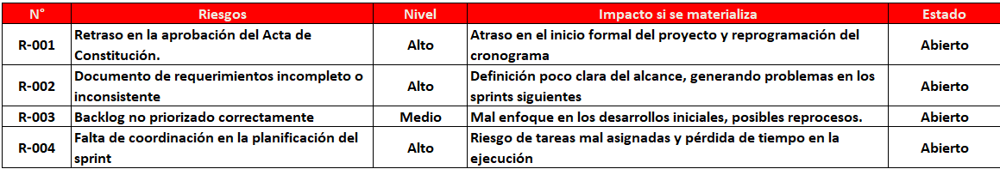 N° Riesgos Nivel Impacto si se materializa Estado
R-001 Retraso en la aprobación del Acta de Constitución. Alto Atraso en el inicio formal del proyecto y reprogramación del cronograma Abierto
R-002 Documento de requerimientos incompleto o inconsistente Alto Definición poco clara del alcance, generando problemas en los sprints siguientes Abierto
R-003 Backlog no priorizado correctamente Medio Mal enfoque en los desarrollos iniciales, posibles reprocesos. Abierto
R-004 Falta de coordinación en la planificación del sprint Alto Riesgo de tareas mal asignadas y pérdida de tiempo en la ejecución Abierto